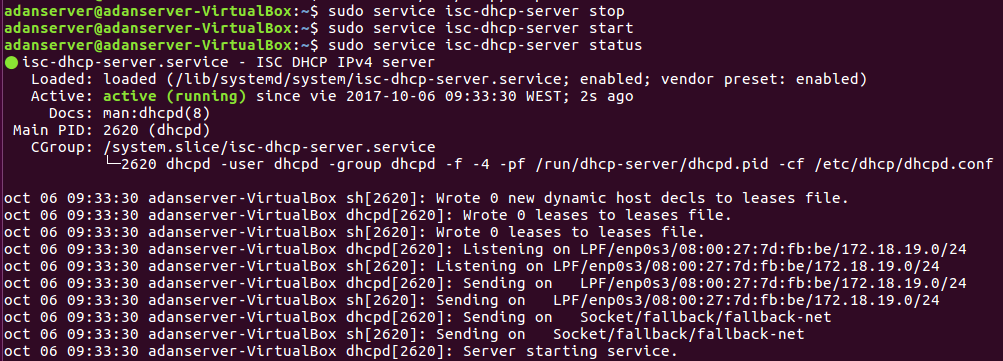 adanserver@adanserver-VirtualBox:~$ sudo service isc-dhcp-server stop
adanserver@adanserver-VirtualBox:~$ sudo service isc-dhcp-server start
adanserver@adanserver-VirtualBox:~$ sudo service isc-dhcp-server status
● isc-dhcp-server.service - ISC DHCP IPv4 server
   Loaded: loaded (/lib/systemd/system/isc-dhcp-server.service; enabled; vendor preset: enabled)
   Active: active (running) since vie 2017-10-06 09:33:30 WEST; 2s ago
     Docs: man:dhcpd(8)
 Main PID: 2620 (dhcpd)
   CGroup: /system.slice/isc-dhcp-server.service
           └─2620 dhcpd -user dhcpd -group dhcpd -f -4 -pf /run/dhcp-server/dhcpd.pid -cf /etc/dhcp/dhcpd.conf
oct 06 09:33:30 adanserver-VirtualBox sh[2620]: Wrote 0 new dynamic host decls to leases file.
oct 06 09:33:30 adanserver-VirtualBox dhcpd[2620]: Wrote 0 leases to leases file.
oct 06 09:33:30 adanserver-VirtualBox sh[2620]: Wrote 0 leases to leases file.
oct 06 09:33:30 adanserver-VirtualBox dhcpd[2620]: Listening on LPF/enp0s3/08:00:27:7d:fb:be/172.18.19.0/24
oct 06 09:33:30 adanserver-VirtualBox sh[2620]: Listening on LPF/enp0s3/08:00:27:7d:fb:be/172.18.19.0/24
oct 06 09:33:30 adanserver-VirtualBox dhcpd[2620]: Sending on   LPF/enp0s3/08:00:27:7d:fb:be/172.18.19.0/24
oct 06 09:33:30 adanserver-VirtualBox sh[2620]: Sending on   LPF/enp0s3/08:00:27:7d:fb:be/172.18.19.0/24
oct 06 09:33:30 adanserver-VirtualBox dhcpd[2620]: Sending on   Socket/fallback/fallback-net
oct 06 09:33:30 adanserver-VirtualBox sh[2620]: Sending on   Socket/fallback/fallback-net
oct 06 09:33:30 adanserver-VirtualBox dhcpd[2620]: Server starting service.